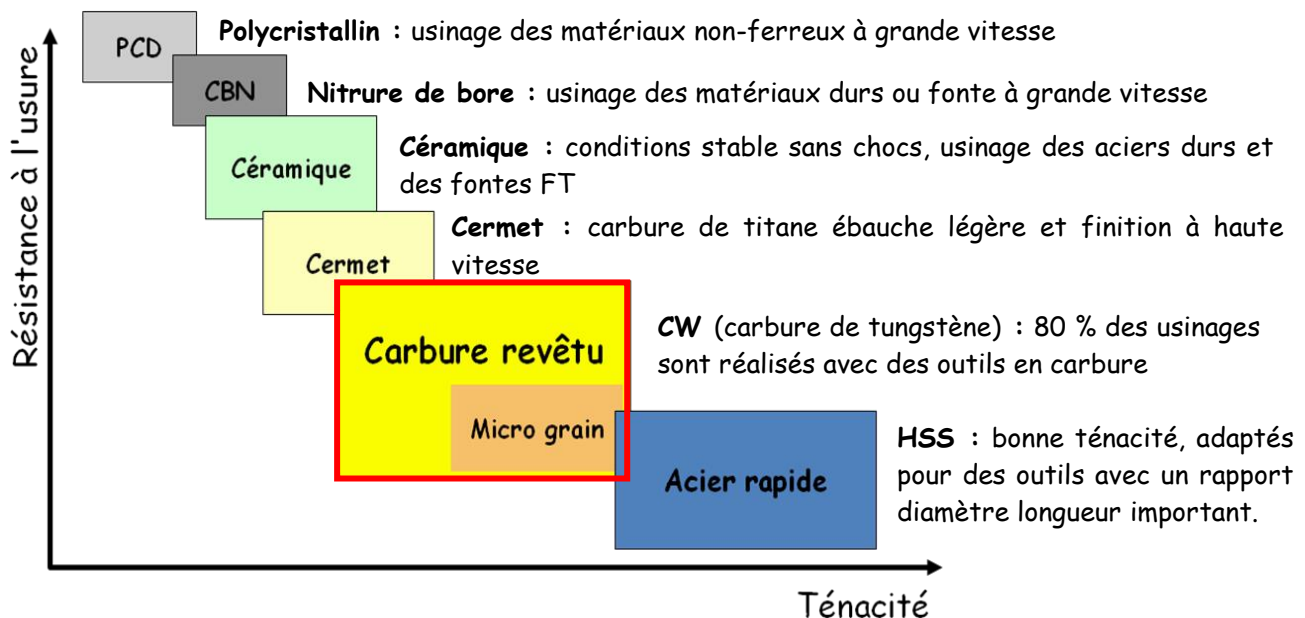 PCD
Polycristallin : usinage des matériaux non-ferreux à grande vitesse
CBN
Nitrure de bore : usinage des matériaux durs ou fonte à grande vitesse
Céramique
Céramique : conditions stable sans chocs, usinage des aciers durs et
des fontes FT
Cermet
Cermet : carbure de titane ébauche légère et finition à haute
vitesse
Carbure revêtu
CW (carbure de tungstène) : 80 % des usinages
sont réalisés avec des outils en carbure
Micro grain
Acier rapide
HSS : bonne ténacité, adaptés
pour des outils avec un rapport
diamètre longueur important.
Résistance à l'usure
Ténacité